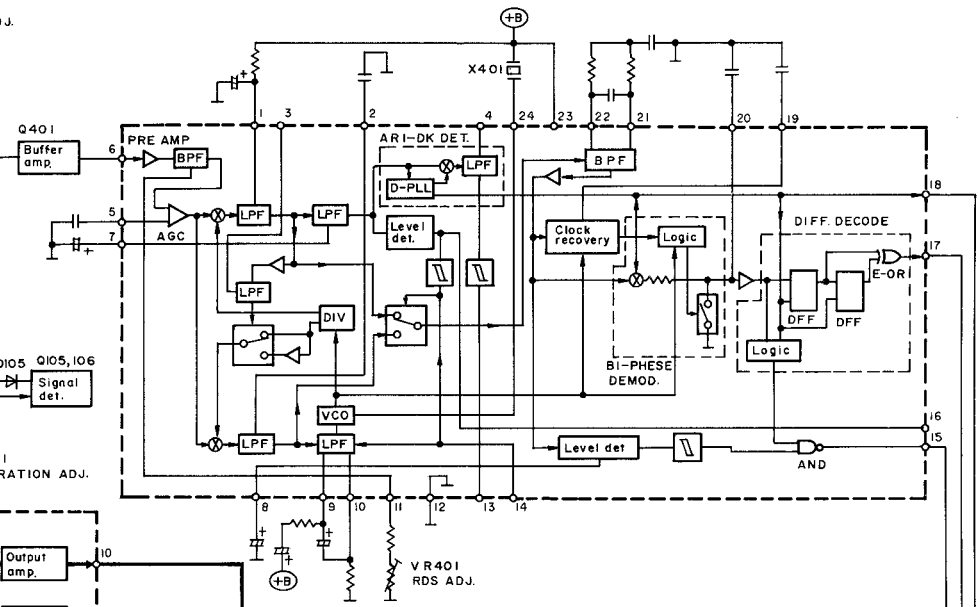 J.
+B
X401
1
3
2
4
24
23
22
21
20
19
Q401
Buffer
amp.
6
PRE AMP
BPF
ARI-DK DET.
LPF
D-PLL
BPF
18
5
7
AGC
LPF
LPF
Level
det.
Clock
recovery
Logic
DIFF. DECODE
17
E-OR
DFF
DFF
LPF
DIV
Logic
BI-PHESE
DEMOD.
D105
Q105,106
Signal
det.
VCO
16
15
LPF
LPF
Level det
AND
1
RATION ADJ.
8
9
10
11
12
13
14
+B
VR401
RDS ADJ.
Output
amp.
10